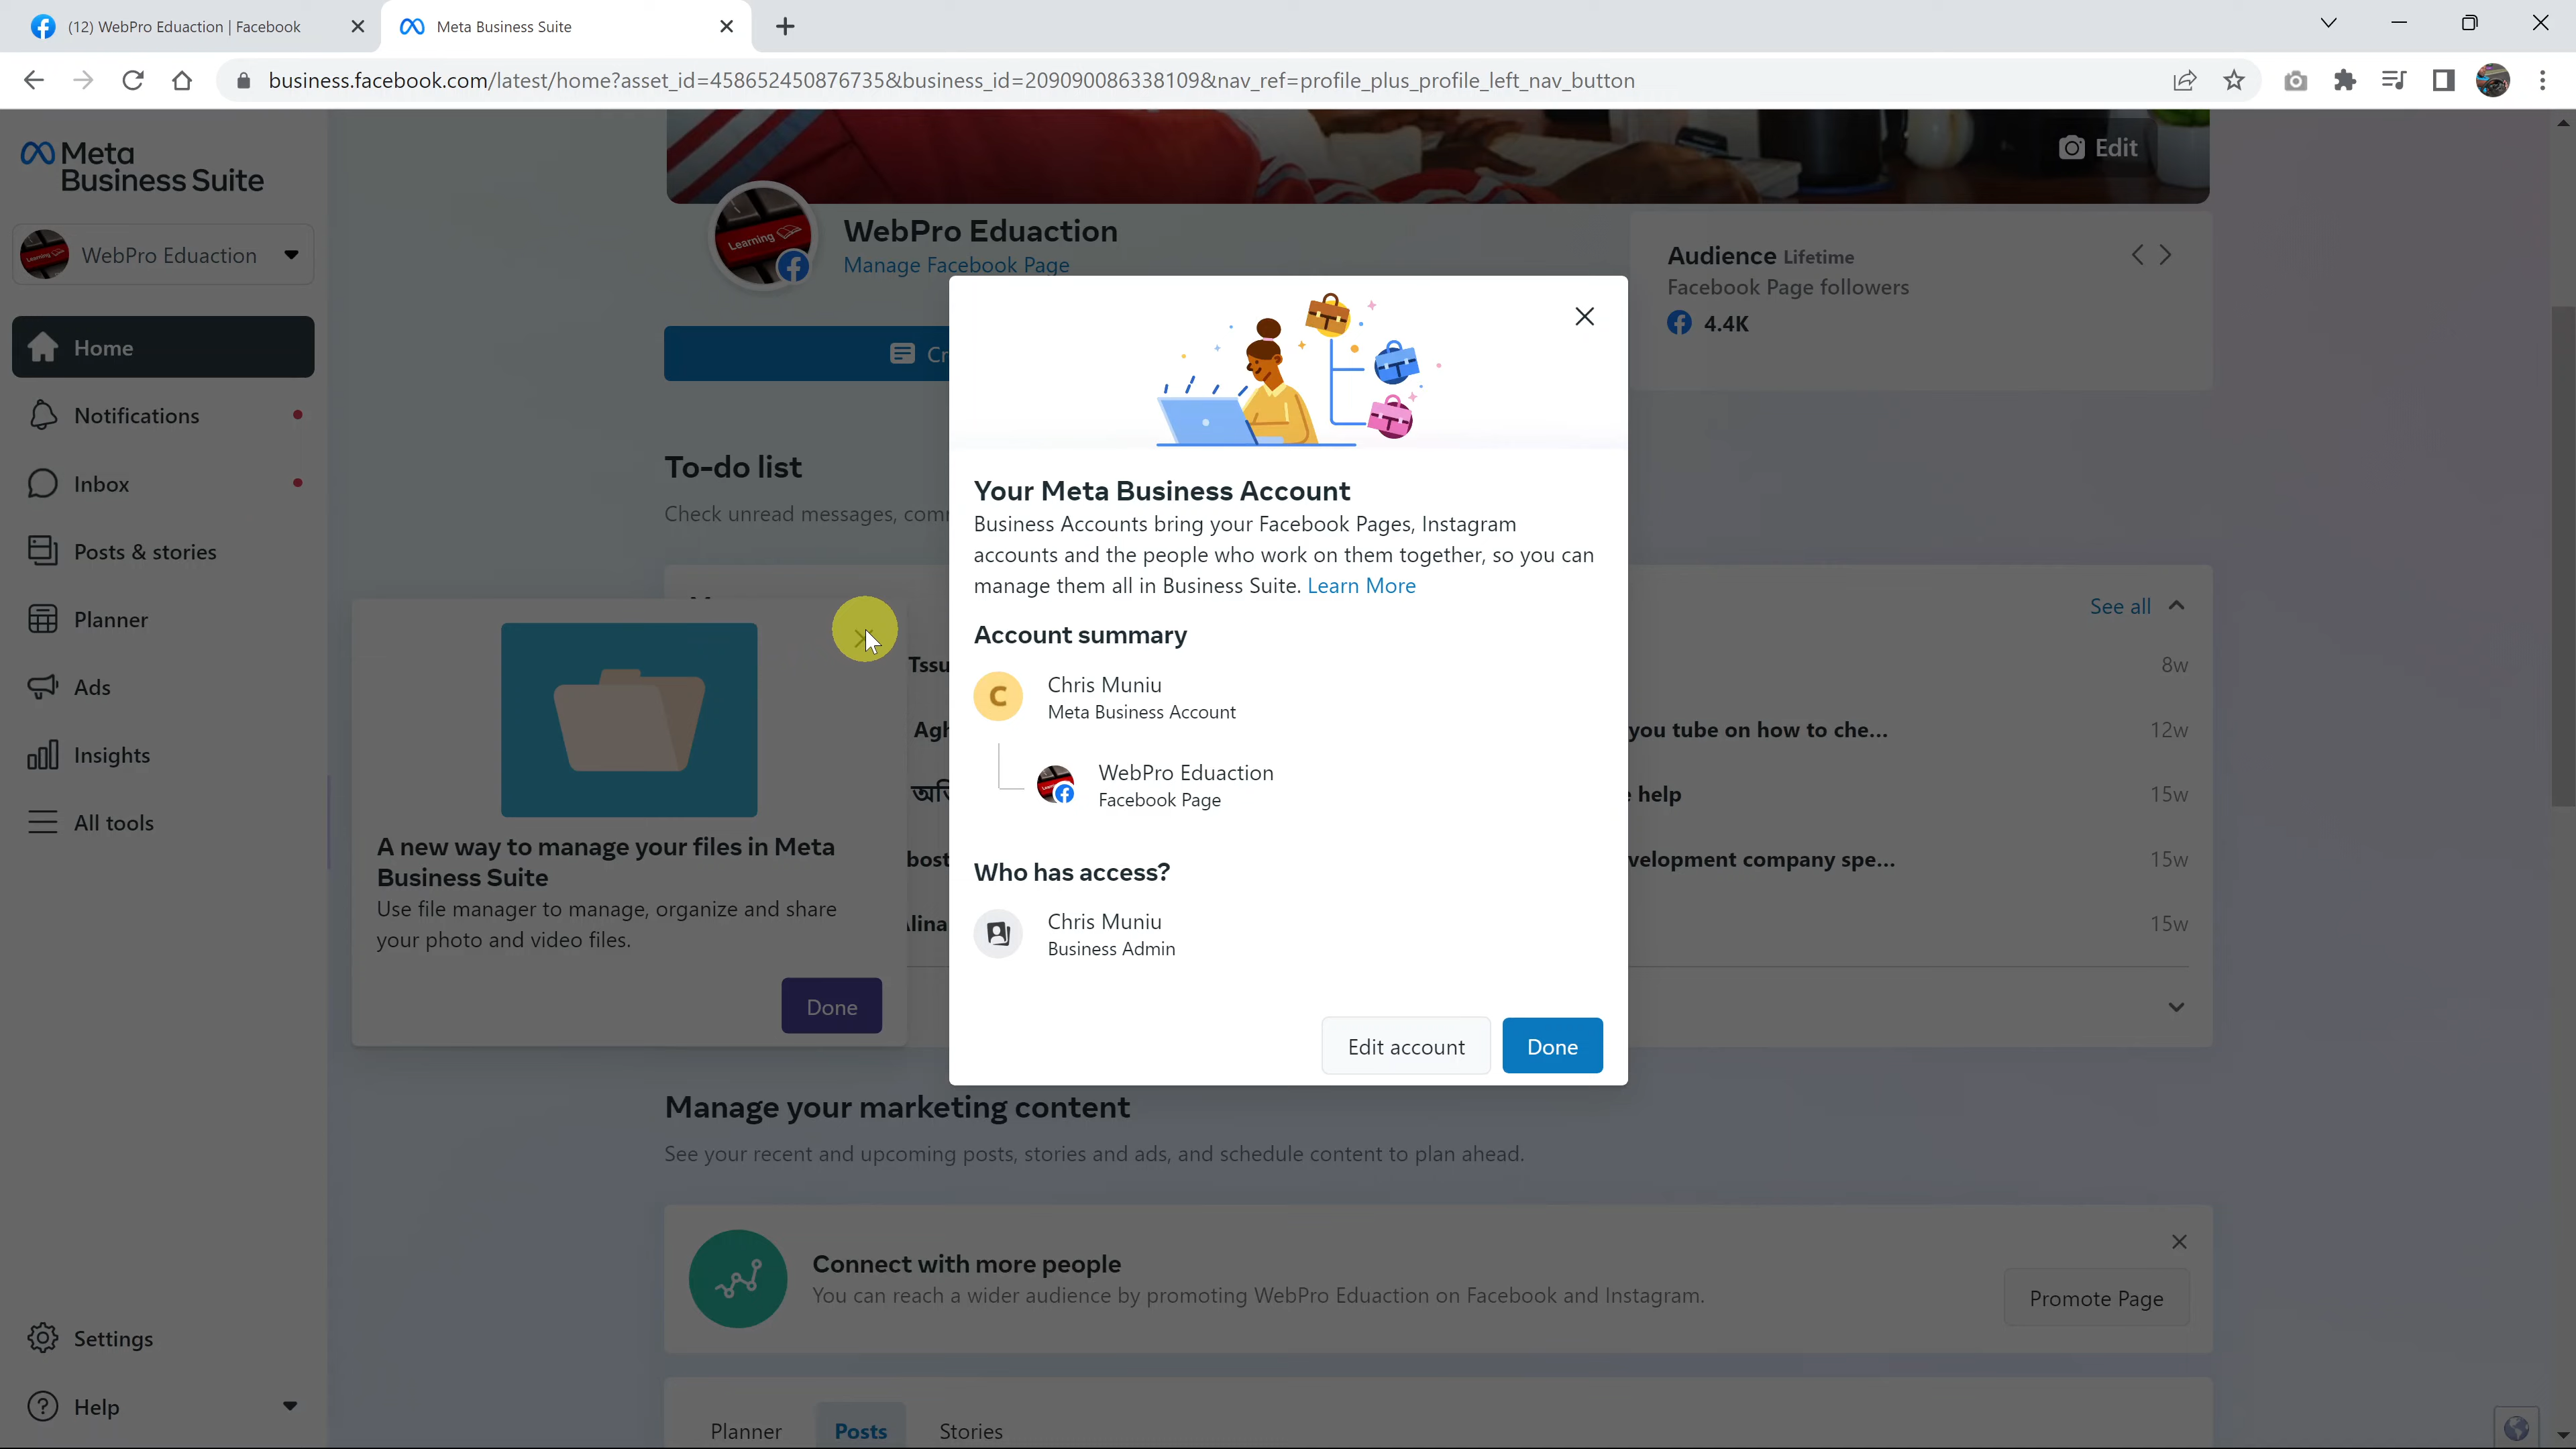 (12) WebPro Eduaction | Facebook
Meta Business Suite
business.facebook.com/latest/home?asset_id=458652450876735&business_id=209090086338109&nav_ref=profile_plus_profile_left_nav_button
Meta
Business Suite
WebPro Eduaction
Home
Notifications
Inbox
Posts & stories
Planner
Ads
Insights
All tools
Settings
Help
Edit
Learning
WebPro Eduaction
Manage Facebook Page
Audience Lifetime
Facebook Page followers
4.4K
Cr
To-do list
Check unread messages, comm
See all
Tssu
8w
Agh
you tube on how to che...
12w
help
15w
bost
velopment company spe...
15w
lina
15w
A new way to manage your files in Meta
Business Suite
Use file manager to manage, organize and share
your photo and video files.
Done
Your Meta Business Account
Business Accounts bring your Facebook Pages, Instagram
accounts and the people who work on them together, so you can
manage them all in Business Suite. Learn More
Account summary
C
Chris Muniu
Meta Business Account
WebPro Eduaction
Facebook Page
Who has access?
Chris Muniu
Business Admin
Edit account
Done
Manage your marketing content
See your recent and upcoming posts, stories and ads, and schedule content to plan ahead.
Connect with more people
You can reach a wider audience by promoting WebPro Eduaction on Facebook and Instagram.
Promote Page
Planner
Posts
Stories